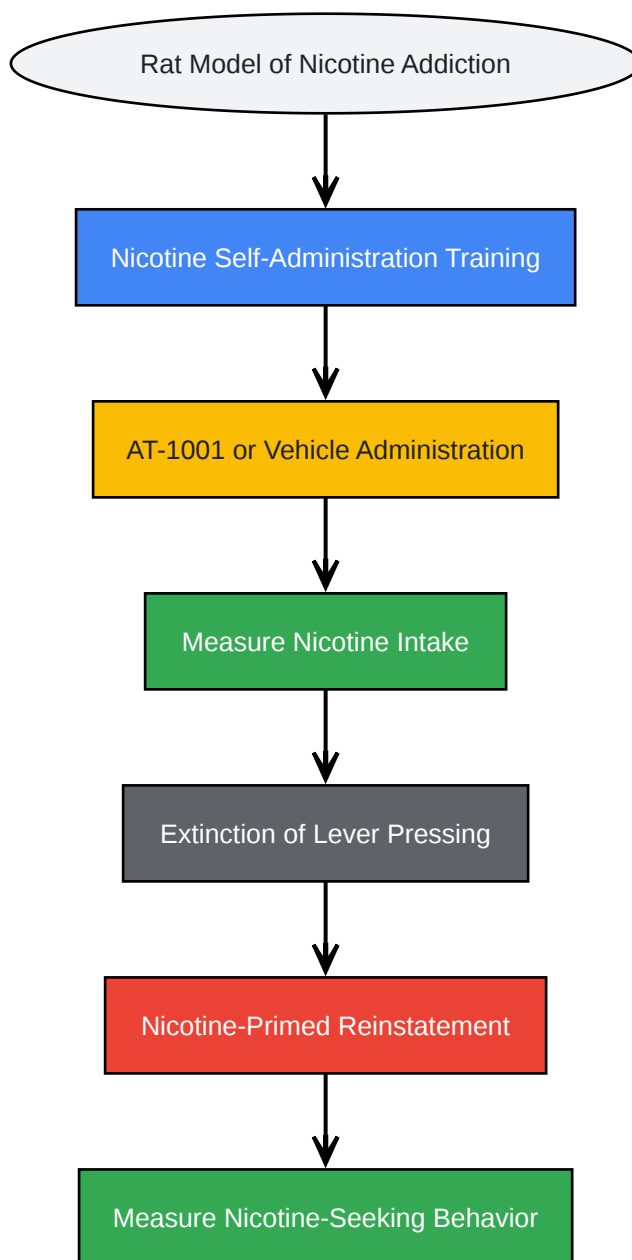 Rat Model of Nicotine Addiction
Nicotine Self-Administration Training
AT-1001 or Vehicle Administration
Measure Nicotine Intake
Extinction of Lever Pressing
Nicotine-Primed Reinstatement
Measure Nicotine-Seeking Behavior